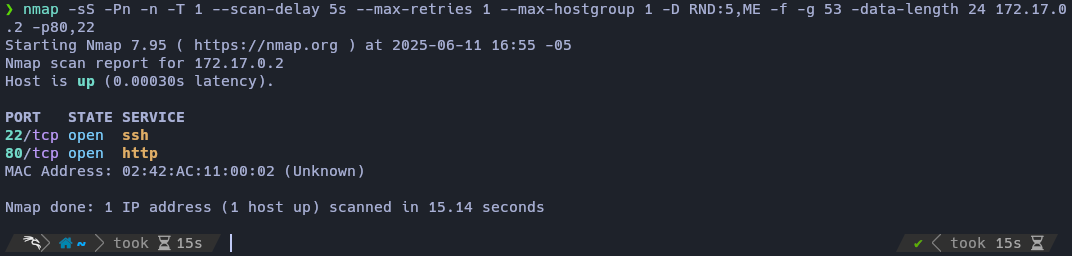 ❯ nmap -sS -Pn -n -T 1 --scan-delay 5s --max-retries 1 --max-hostgroup 1 -D RND:5,ME -f -g 53 -data-length 24 172.17.0
.2 -p80,22
Starting Nmap 7.95 ( https://nmap.org ) at 2025-06-11 16:55 -05
Nmap scan report for 172.17.0.2
Host is up (0.00030s latency).
PORT   STATE SERVICE
22/tcp open  ssh
80/tcp open  http
MAC Address: 02:42:AC:11:00:02 (Unknown)
Nmap done: 1 IP address (1 host up) scanned in 15.14 seconds
~ took 15s ✔ took 15s